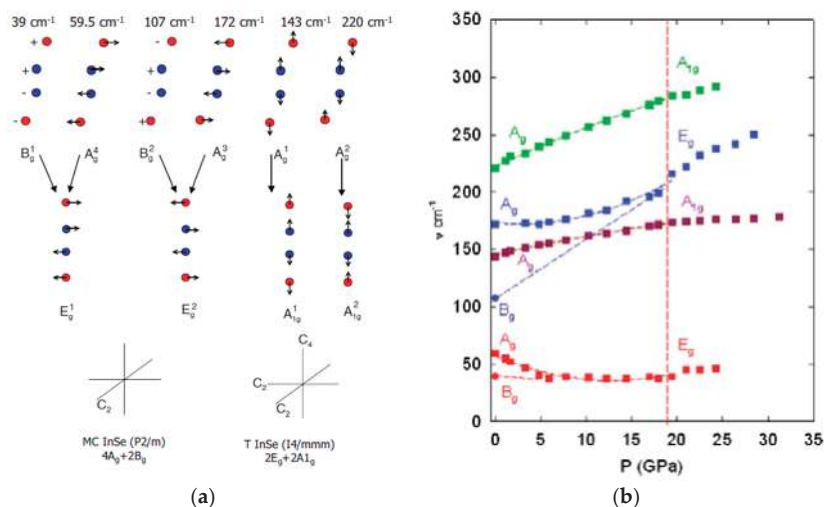 39 cm⁻¹ 59.5 cm⁻¹ 107 cm⁻¹ 172 cm⁻¹ 143 cm⁻¹ 220 cm⁻¹
+ -
+ +
- -
- +
B¹g A⁴g B²g A³g A¹g A²g
E¹g E²g A¹1g A²1g
C₄
C₂
C₂ C₂
MC InSe (P2/m) T InSe (I4/mmm)
4Ag+2Bg 2Eg+2A1g
(a)
350
300
250
200
150
100
50
0
ν cm⁻¹
A1g
Ag
Eg
Ag
A1g
Ag
Bg
Ag
Eg
Bg
0 5 10 15 20 25 30 35
P (GPa)
(b)